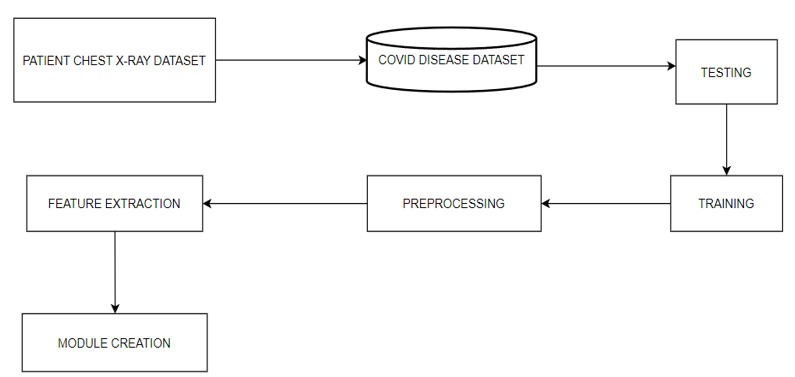 PATIENT CHEST X-RAY DATASET
COVID DISEASE DATASET
TESTING
FEATURE EXTRACTION
PREPROCESSING
TRAINING
MODULE CREATION